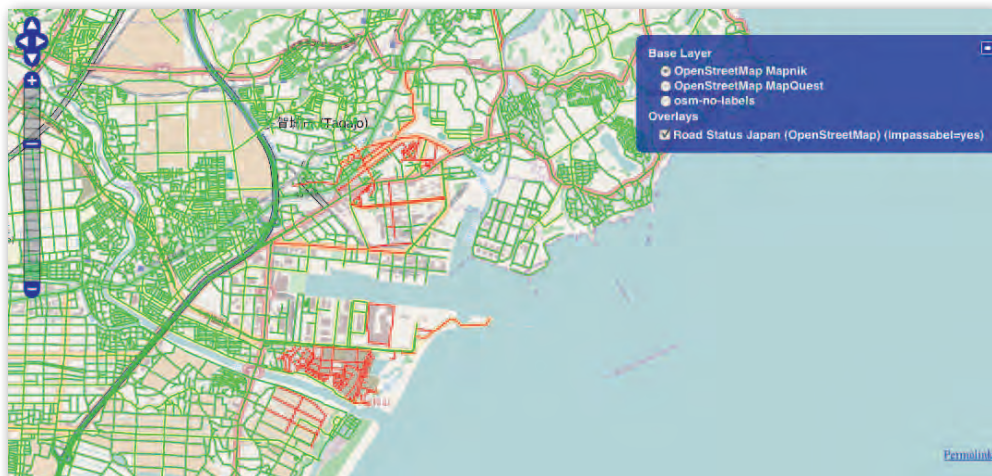 (Tagajo)
Base Layer
OpenStreetMap Mapnik
OpenStreetMap MapQuest
osm-no-labels
Overlays
Road Status Japan (OpenStreetMap) (impassabel=yes)
Permalink